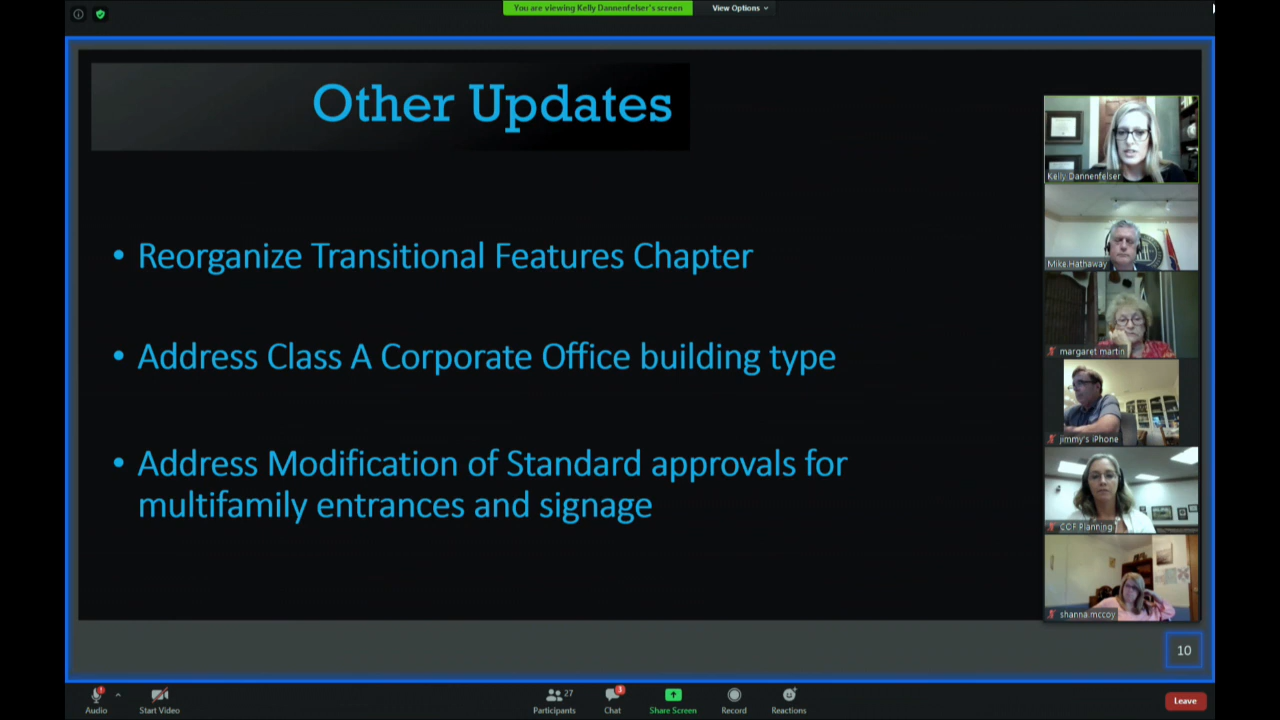 You are viewing Kelly Dannenfelser's screen
View Options
Other Updates
• Reorganize Transitional Features Chapter
• Address Class A Corporate Office building type
• Address Modification of Standard approvals for
multifamily entrances and signage
Kelly Dannenfelser
Mike.Hathaway
margaret martin
jimmy's iPhone
COF Planning
shanna mccoy
10
Audio
Start Video
27
Participants
3
Chat
Share Screen
Record
Reactions
Leave